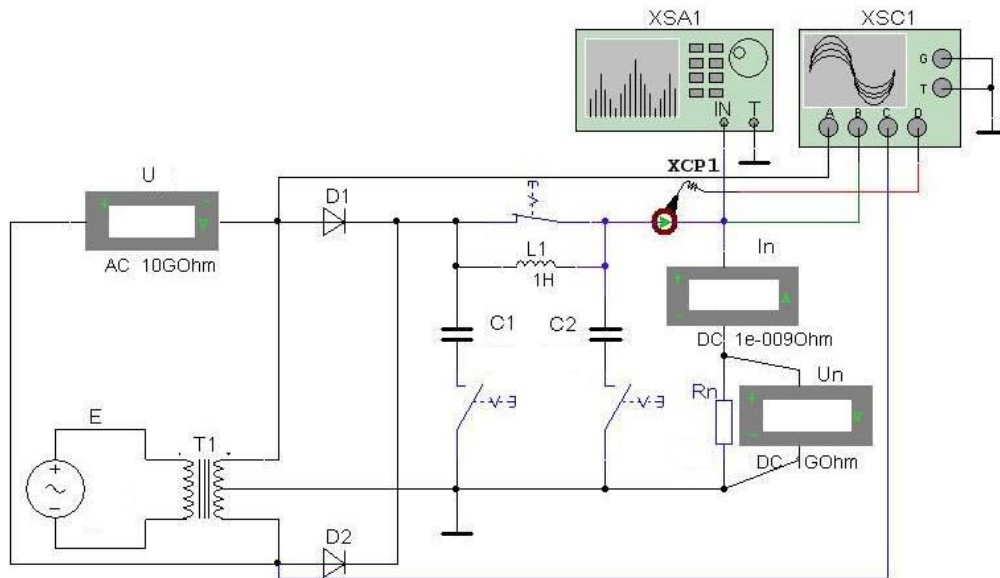 XSA1
XSC1
G
T
A B C D
IN T
XCP1
U
+ -
V
AC 10GOhm
D1
L1
1H
In
+
A
-
DC 1e-009Ohm
C1
C2
Rn
Un
+
V
-
DC 1GOhm
E
T1
+
-
D2